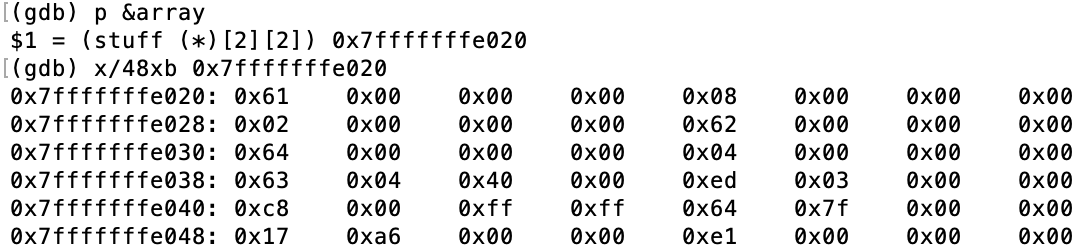 [(gdb) p &array
$1 = (stuff (*)[2][2]) 0x7fffffffe020
[(gdb) x/48xb 0x7fffffffe020
0x7fffffffe020: 0x61 0x00 0x00 0x00 0x08 0x00 0x00 0x00
0x7fffffffe028: 0x02 0x00 0x00 0x00 0x62 0x00 0x00 0x00
0x7fffffffe030: 0x64 0x00 0x00 0x00 0x04 0x00 0x00 0x00
0x7fffffffe038: 0x63 0x04 0x40 0x00 0xed 0x03 0x00 0x00
0x7fffffffe040: 0xc8 0x00 0xff 0xff 0x64 0x7f 0x00 0x00
0x7fffffffe048: 0x17 0xa6 0x00 0x00 0xe1 0x00 0x00 0x00